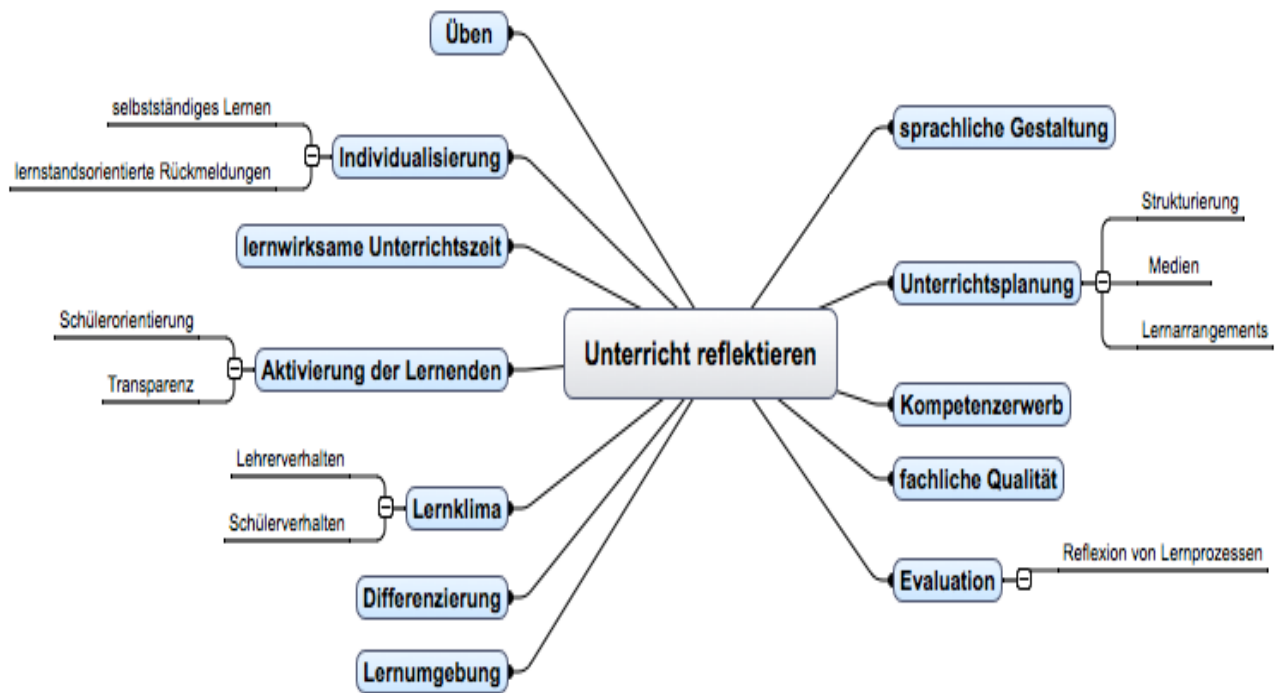 Üben
selbstständiges Lernen
lernstandsorientierte Rückmeldungen
Individualisierung
lernwirksame Unterrichtszeit
Schülerorientierung
Transparenz
Aktivierung der Lernenden
Lehrerverhalten
Schülerverhalten
Lernklima
Differenzierung
Lernumgebung
Unterricht reflektieren
sprachliche Gestaltung
Unterrichtsplanung
Strukturierung
Medien
Lernarrangements
Kompetenzerwerb
fachliche Qualität
Evaluation
Reflexion von Lernprozessen